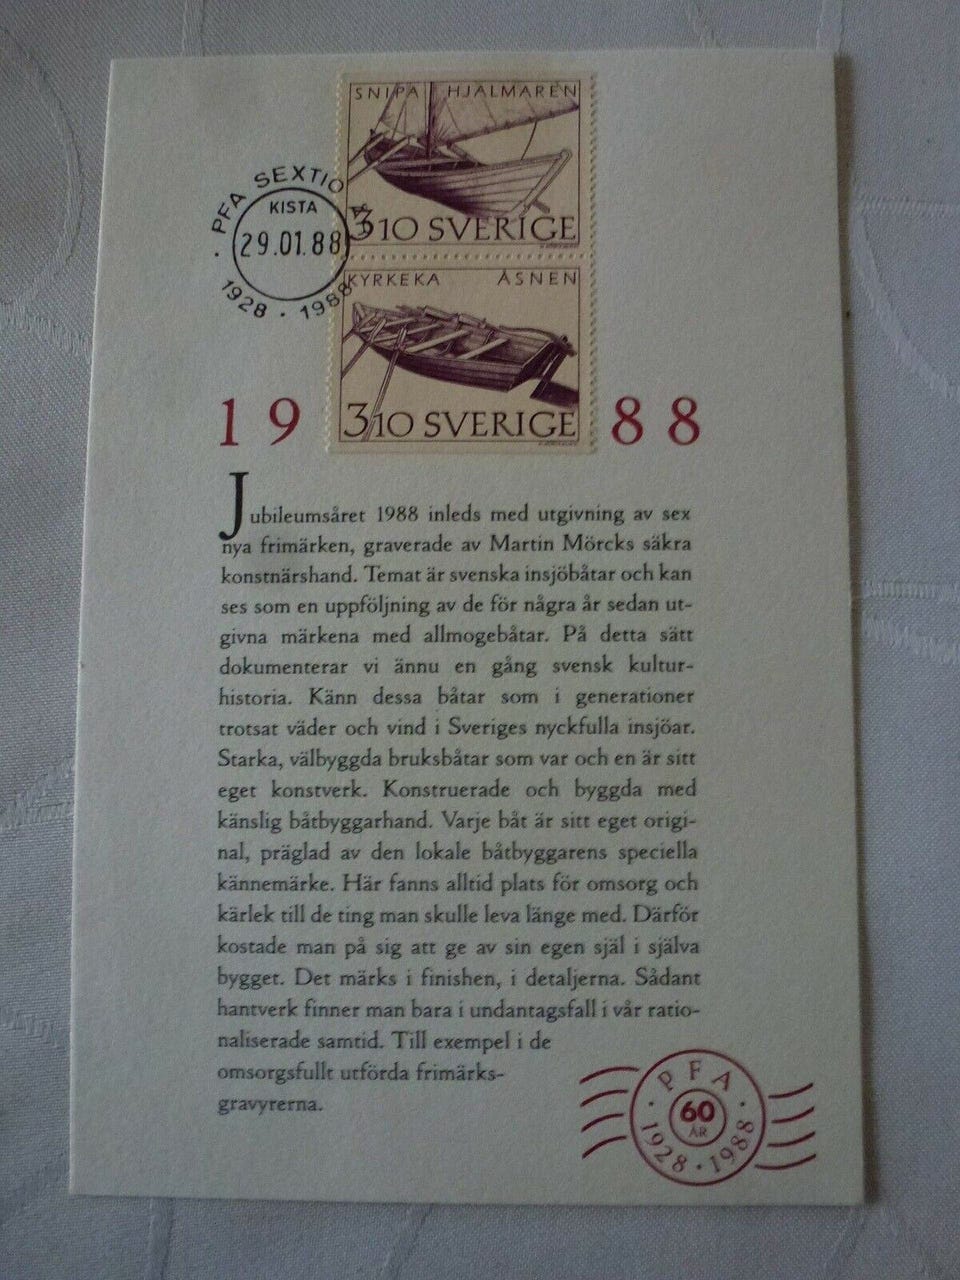 SNIPA HJALMAREN
3|10 SVERIGE
PFA SEXTIO ÅR
KISTA
29.01.88
1928 · 1988
KYRKEKA ÅSNEN
3|10 SVERIGE
19 88
Jubileumsåret 1988 inleds med utgivning av sex
nya frimärken, graverade av Martin Mörcks säkra
konstnärshand. Temat är svenska insjöbåtar och kan
ses som en uppföljning av de för några år sedan ut-
givna märkena med allmogebåtar. På detta sätt
dokumenterar vi ännu en gång svensk kultur-
historia. Känn dessa båtar som i generationer
trotsat väder och vind i Sveriges nyckfulla insjöar.
Starka, välbyggda bruksbåtar som var och en är sitt
eget konstverk. Konstruerade och byggda med
känslig båtbyggarhand. Varje båt är sitt eget origi-
nal, präglad av den lokale båtbyggarens speciella
kännemärke. Här fanns alltid plats för omsorg och
kärlek till de ting man skulle leva länge med. Därför
kostade man på sig att ge av sin egen själ i själva
bygget. Det märks i finishen, i detaljerna. Sådant
hantverk finner man bara i undantagsfall i vår ratio-
naliserade samtid. Till exempel i de
omsorgsfullt utförda frimärks-
gravyrerna.
PFA
60
ÅR
· 1928 · 1988 ·